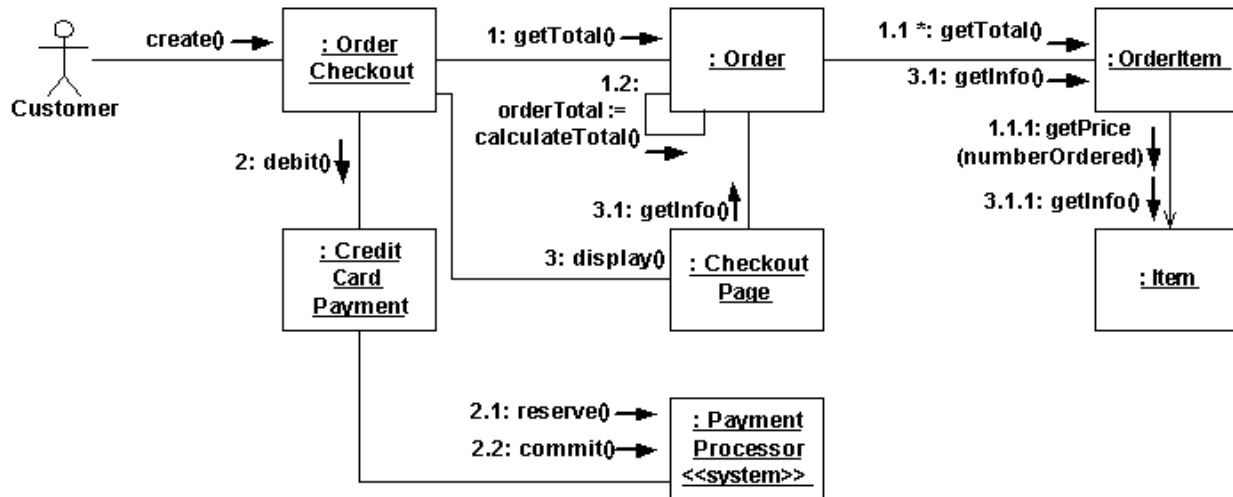 create()
Customer
: Order
Checkout
1: getTotal()
: Order
1.1 *: getTotal()
3.1: getInfo()
: OrderItem
1.2:
orderTotal :=
calculateTotal()
1.1.1: getPrice
(numberOrdered)
3.1.1: getInfo()
2: debit()
3.1: getInfo()
3: display()
: Credit
Card
Payment
: Checkout
Page
: Item
2.1: reserve()
2.2: commit()
: Payment
Processor
<<system>>